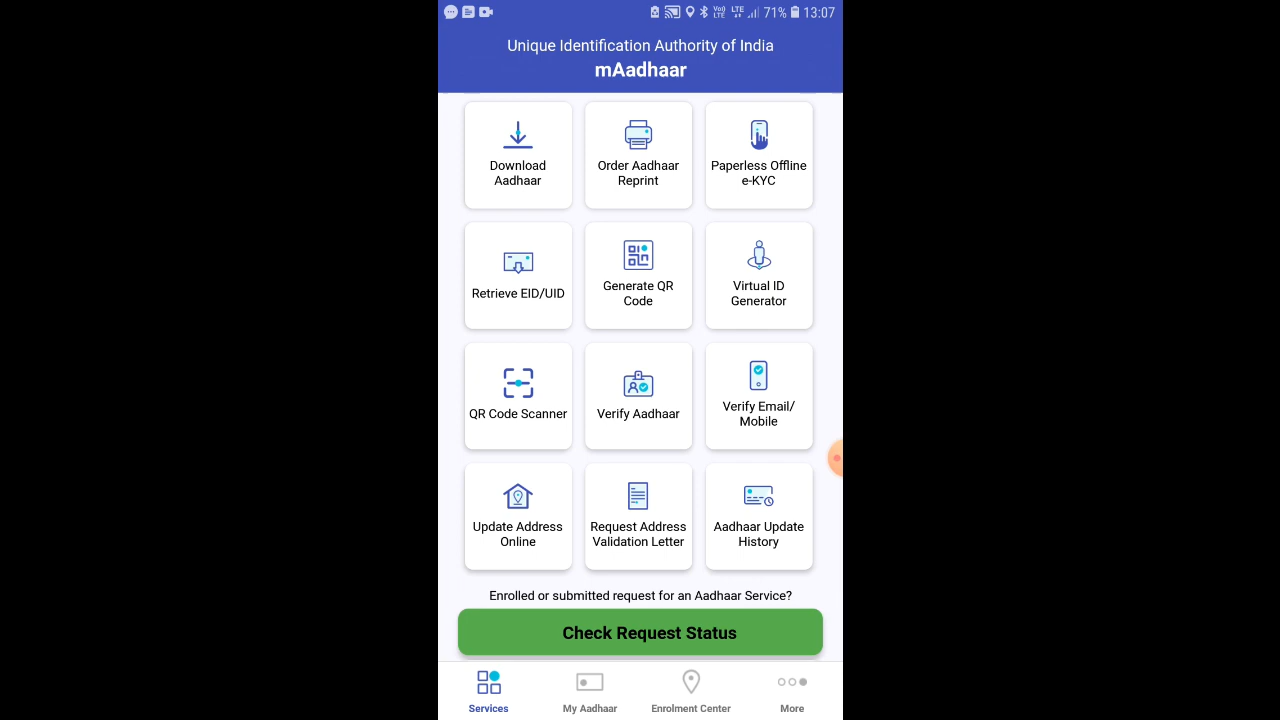 71% 13:07
Unique Identification Authority of India
mAadhaar
Download
Aadhaar
Order Aadhaar
Reprint
Paperless Offline
e-KYC
Retrieve EID/UID
Generate QR
Code
Virtual ID
Generator
QR Code Scanner
Verify Aadhaar
Verify Email/
Mobile
Update Address
Online
Request Address
Validation Letter
Aadhaar Update
History
Enrolled or submitted request for an Aadhaar Service?
Check Request Status
Services
My Aadhaar
Enrolment Center
More